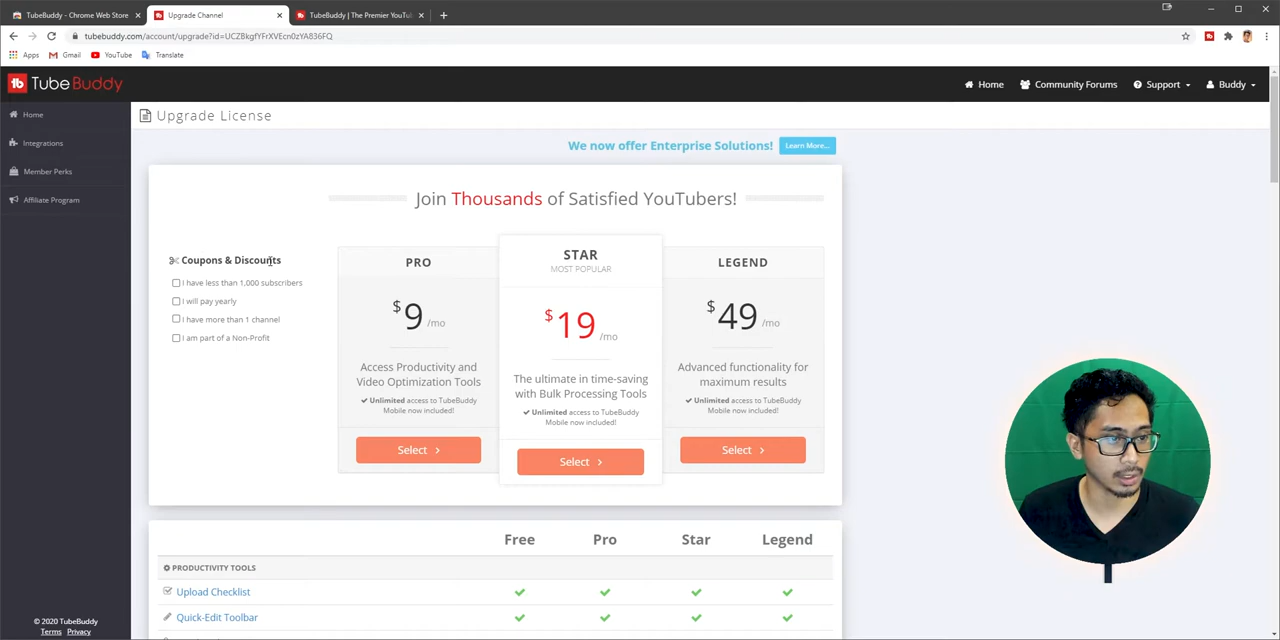 TubeBuddy - Chrome Web Store
Upgrade Channel
TubeBuddy | The Premier YouTu
tubebuddy.com/account/upgrade?id=UCZBkgfYFrXVEcn0zYA836FQ
Apps
Gmail
YouTube
Translate
tb TubeBuddy
Home
Community Forums
Support
Buddy
Home
Integrations
Member Perks
Affiliate Program
Upgrade License
We now offer Enterprise Solutions!
Learn More...
Join Thousands of Satisfied YouTubers!
Coupons & Discounts
I have less than 1,000 subscribers
I will pay yearly
I have more than 1 channel
I am part of a Non-Profit
PRO
$9 /mo
Access Productivity and
Video Optimization Tools
Unlimited access to TubeBuddy
Mobile now included!
Select >
STAR
MOST POPULAR
$19 /mo
The ultimate in time-saving
with Bulk Processing Tools
Unlimited access to TubeBuddy
Mobile now included!
Select >
LEGEND
$49 /mo
Advanced functionality for
maximum results
Unlimited access to TubeBuddy
Mobile now included!
Select >
Free Pro Star Legend
PRODUCTIVITY TOOLS
Upload Checklist
Quick-Edit Toolbar
© 2020 TubeBuddy
Terms Privacy